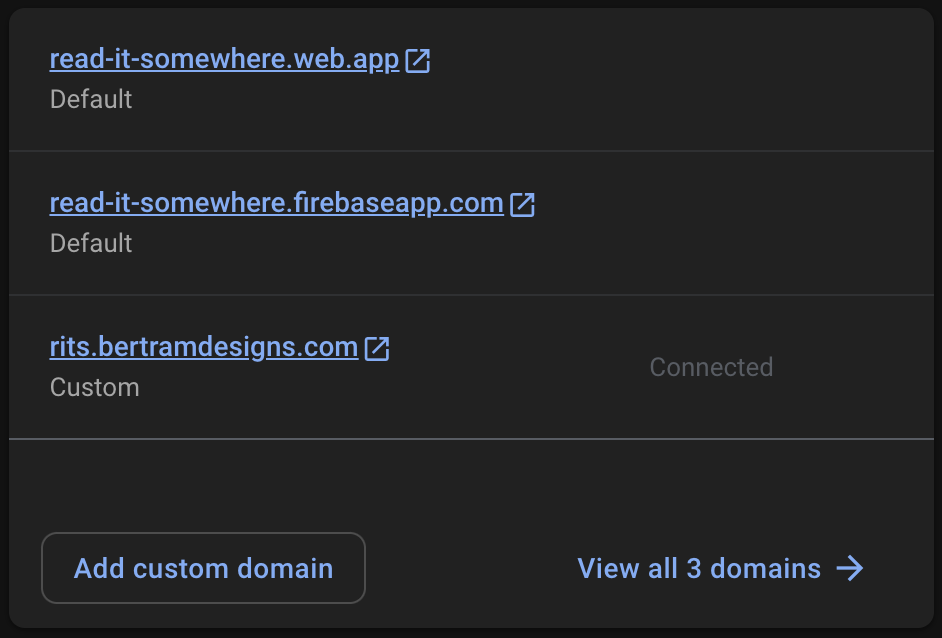 read-it-somewhere.web.app
Default
read-it-somewhere.firebaseapp.com
Default
rits.bertramdesigns.com
Custom
Connected
Add custom domain
View all 3 domains